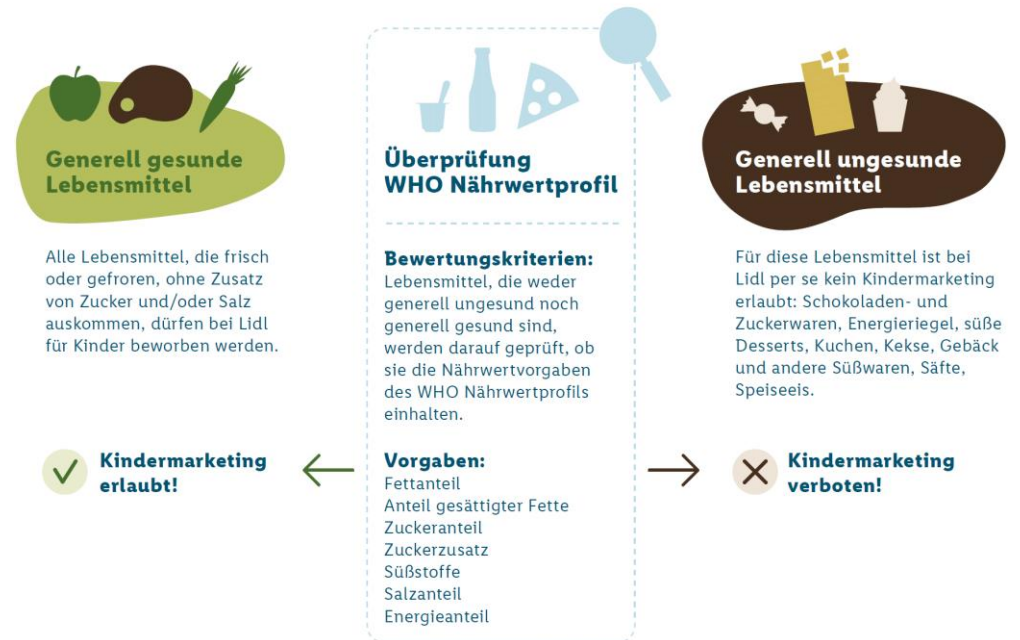 Generell gesunde
Lebensmittel
Alle Lebensmittel, die frisch
oder gefroren, ohne Zusatz
von Zucker und/oder Salz
auskommen, dürfen bei Lidl
für Kinder beworben werden.
Kindermarketing
erlaubt!
Überprüfung
WHO Nährwertprofil
Bewertungskriterien:
Lebensmittel, die weder
generell ungesund noch
generell gesund sind,
werden darauf geprüft, ob
sie die Nährwertvorgaben
des WHO Nährwertprofils
einhalten.
Vorgaben:
Fettanteil
Anteil gesättigter Fette
Zuckeranteil
Zuckerzusatz
Süßstoffe
Salzanteil
Energieanteil
Generell ungesunde
Lebensmittel
Für diese Lebensmittel ist bei
Lidl per se kein Kindermarketing
erlaubt: Schokoladen- und
Zuckerwaren, Energieriegel, süße
Desserts, Kuchen, Kekse, Gebäck
und andere Süßwaren, Säfte,
Speiseeis.
Kindermarketing
verboten!